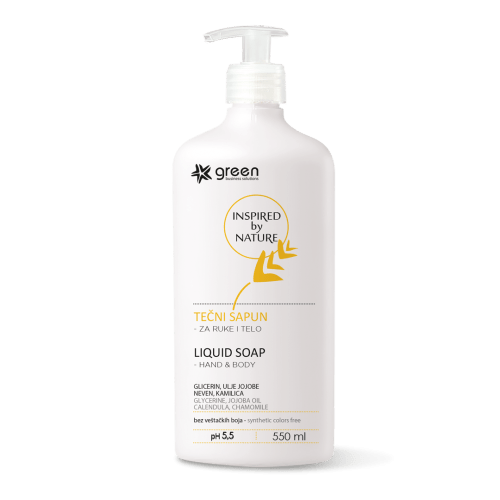 green
business solutions
INSPIRED
by
NATURE
TEČNI SAPUN
- ZA RUKE I TELO
LIQUID SOAP
- HAND & BODY
GLICERIN, ULJE JOJOBE
NEVEN, KAMILICA
GLYCERINE, JOJOBA OIL
CALENDULA, CHAMOMILE
bez veštačkih boja - synthetic colors free
pH 5,5
550 ml